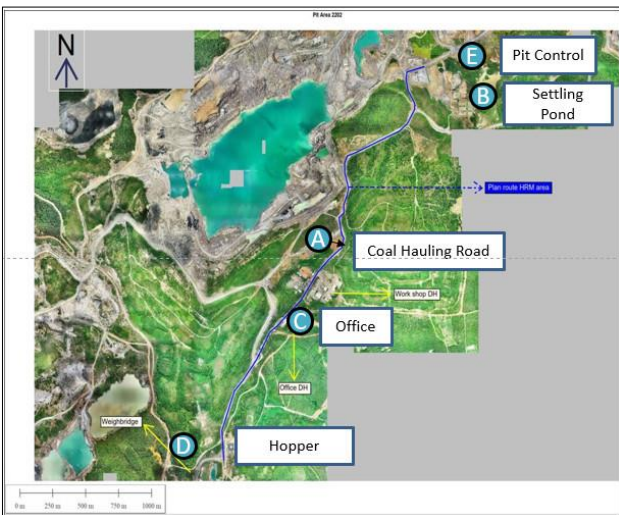 Pit Area 2202
N
E
Pit Control
B
Settling
Pond
Plan route HRM area
A
Coal Hauling Road
Work shop DH
C
Office
Office DH
Weighbridge
D
Hopper
0 m 250 m 500 m 750 m 1000 m